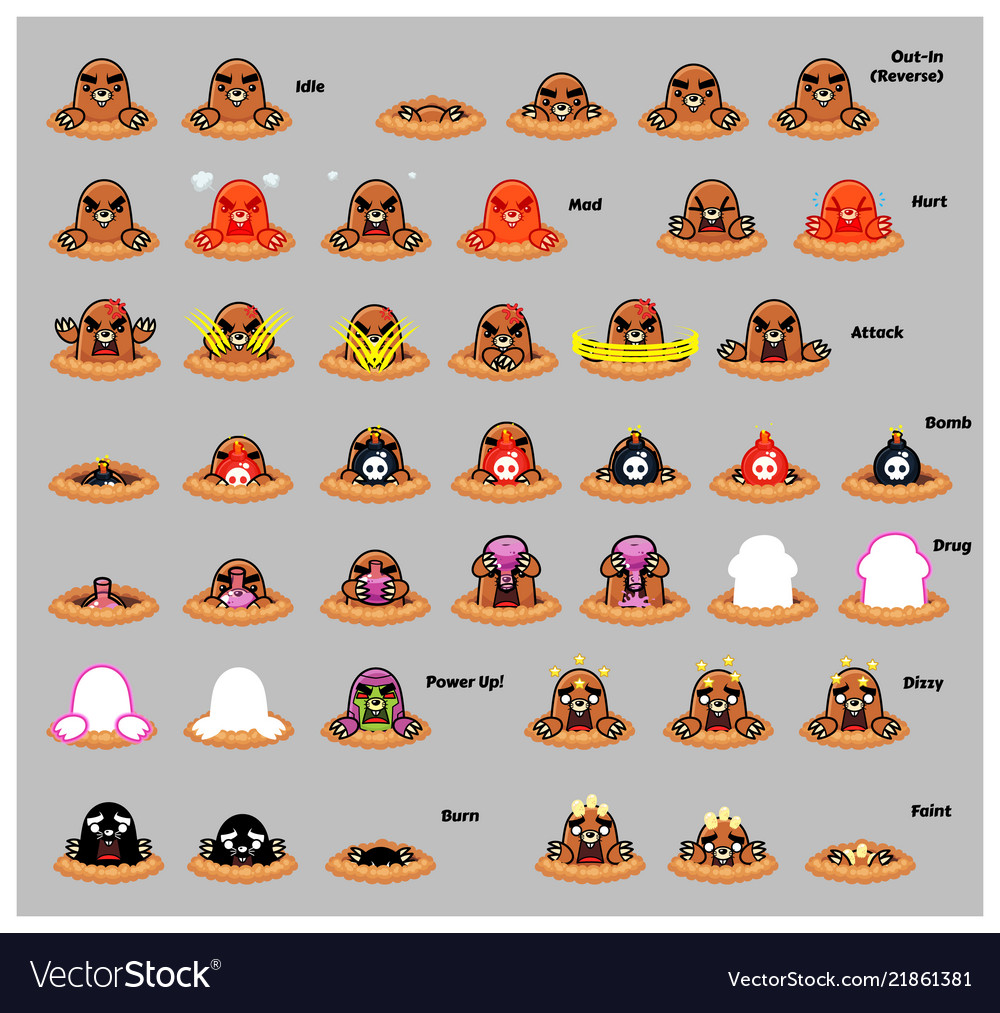 Idle
Out-In
(Reverse)
Mad
Hurt
Attack
Bomb
Drug
Power Up!
Dizzy
Burn
Faint
VectorStock®
VectorStock.com/21861381